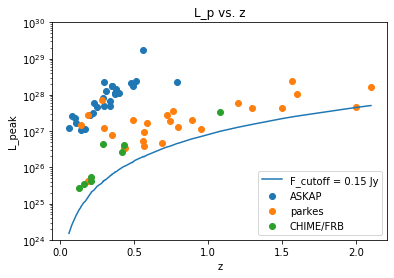 L_p vs. z
L_peak
10^30
10^29
10^28
10^27
10^26
10^25
10^24
0.0 0.5 1.0 1.5 2.0
z
F_cutoff = 0.15 Jy
ASKAP
parkes
CHIME/FRB